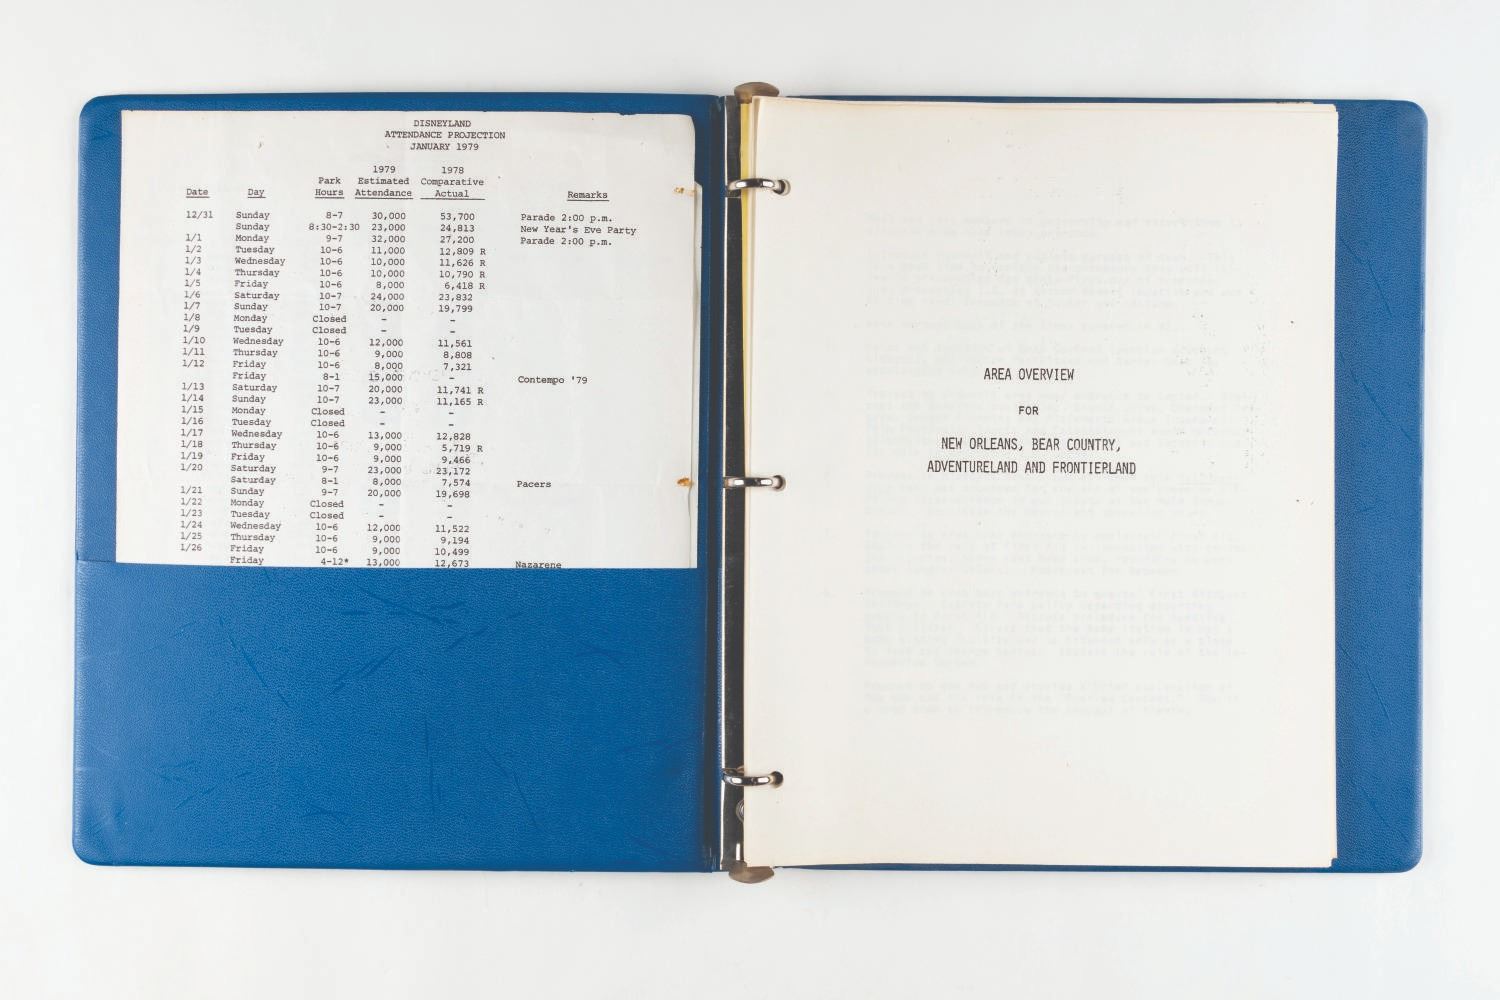 DISNEYLAND
ATTENDANCE PROJECTION
JANUARY 1979
1979 1978
Park Estimated Comparative
Date Day Hours Attendance Actual Remarks
12/31 Sunday 8-7 30,000 53,700 Parade 2:00 p.m.
Sunday 8:30-2:30 23,000 24,813 New Year's Eve Party
1/1 Monday 9-7 32,000 27,200 Parade 2:00 p.m.
1/2 Tuesday 10-6 11,000 12,809 R
1/3 Wednesday 10-6 10,000 11,626 R
1/4 Thursday 10-6 10,000 10,790 R
1/5 Friday 10-6 8,000 6,418 R
1/6 Saturday 10-7 24,000 23,832
1/7 Sunday 10-7 20,000 19,799
1/8 Monday Closed - -
1/9 Tuesday Closed - -
1/10 Wednesday 10-6 12,000 11,561
1/11 Thursday 10-6 9,000 8,808
1/12 Friday 10-6 8,000 7,321
Friday 8-1 15,000 - Contempo '79
1/13 Saturday 10-7 20,000 11,741 R
1/14 Sunday 10-7 23,000 11,165 R
1/15 Monday Closed - -
1/16 Tuesday Closed - -
1/17 Wednesday 10-6 13,000 12,828
1/18 Thursday 10-6 9,000 5,719 R
1/19 Friday 10-6 9,000 9,466
1/20 Saturday 9-7 23,000 23,172
Saturday 8-1 8,000 7,574 Pacers
1/21 Sunday 9-7 20,000 19,698
1/22 Monday Closed - -
1/23 Tuesday Closed - -
1/24 Wednesday 10-6 12,000 11,522
1/25 Thursday 10-6 9,000 9,194
1/26 Friday 10-6 9,000 10,499
Friday 4-12* 13,000 12,673 Nazarene
AREA OVERVIEW
FOR
NEW ORLEANS, BEAR COUNTRY,
ADVENTURELAND AND FRONTIERLAND